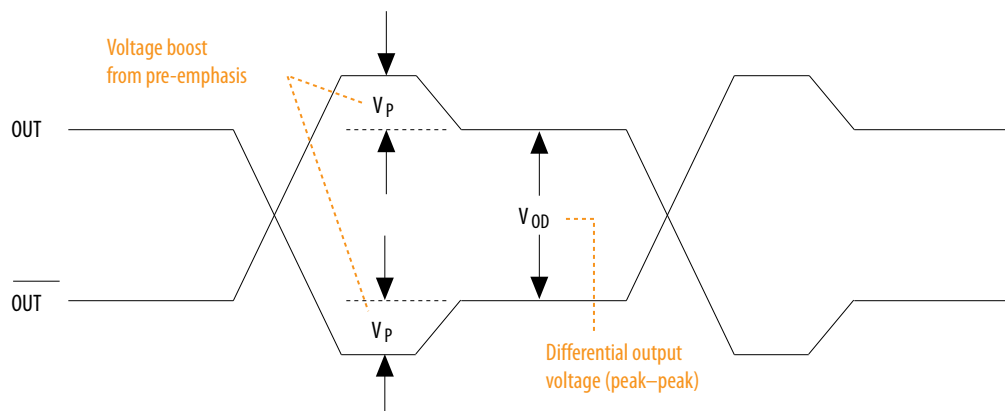 Voltage boost
from pre-emphasis
V P
OUT
V OD
OUT
V P
Differential output
voltage (peak–peak)